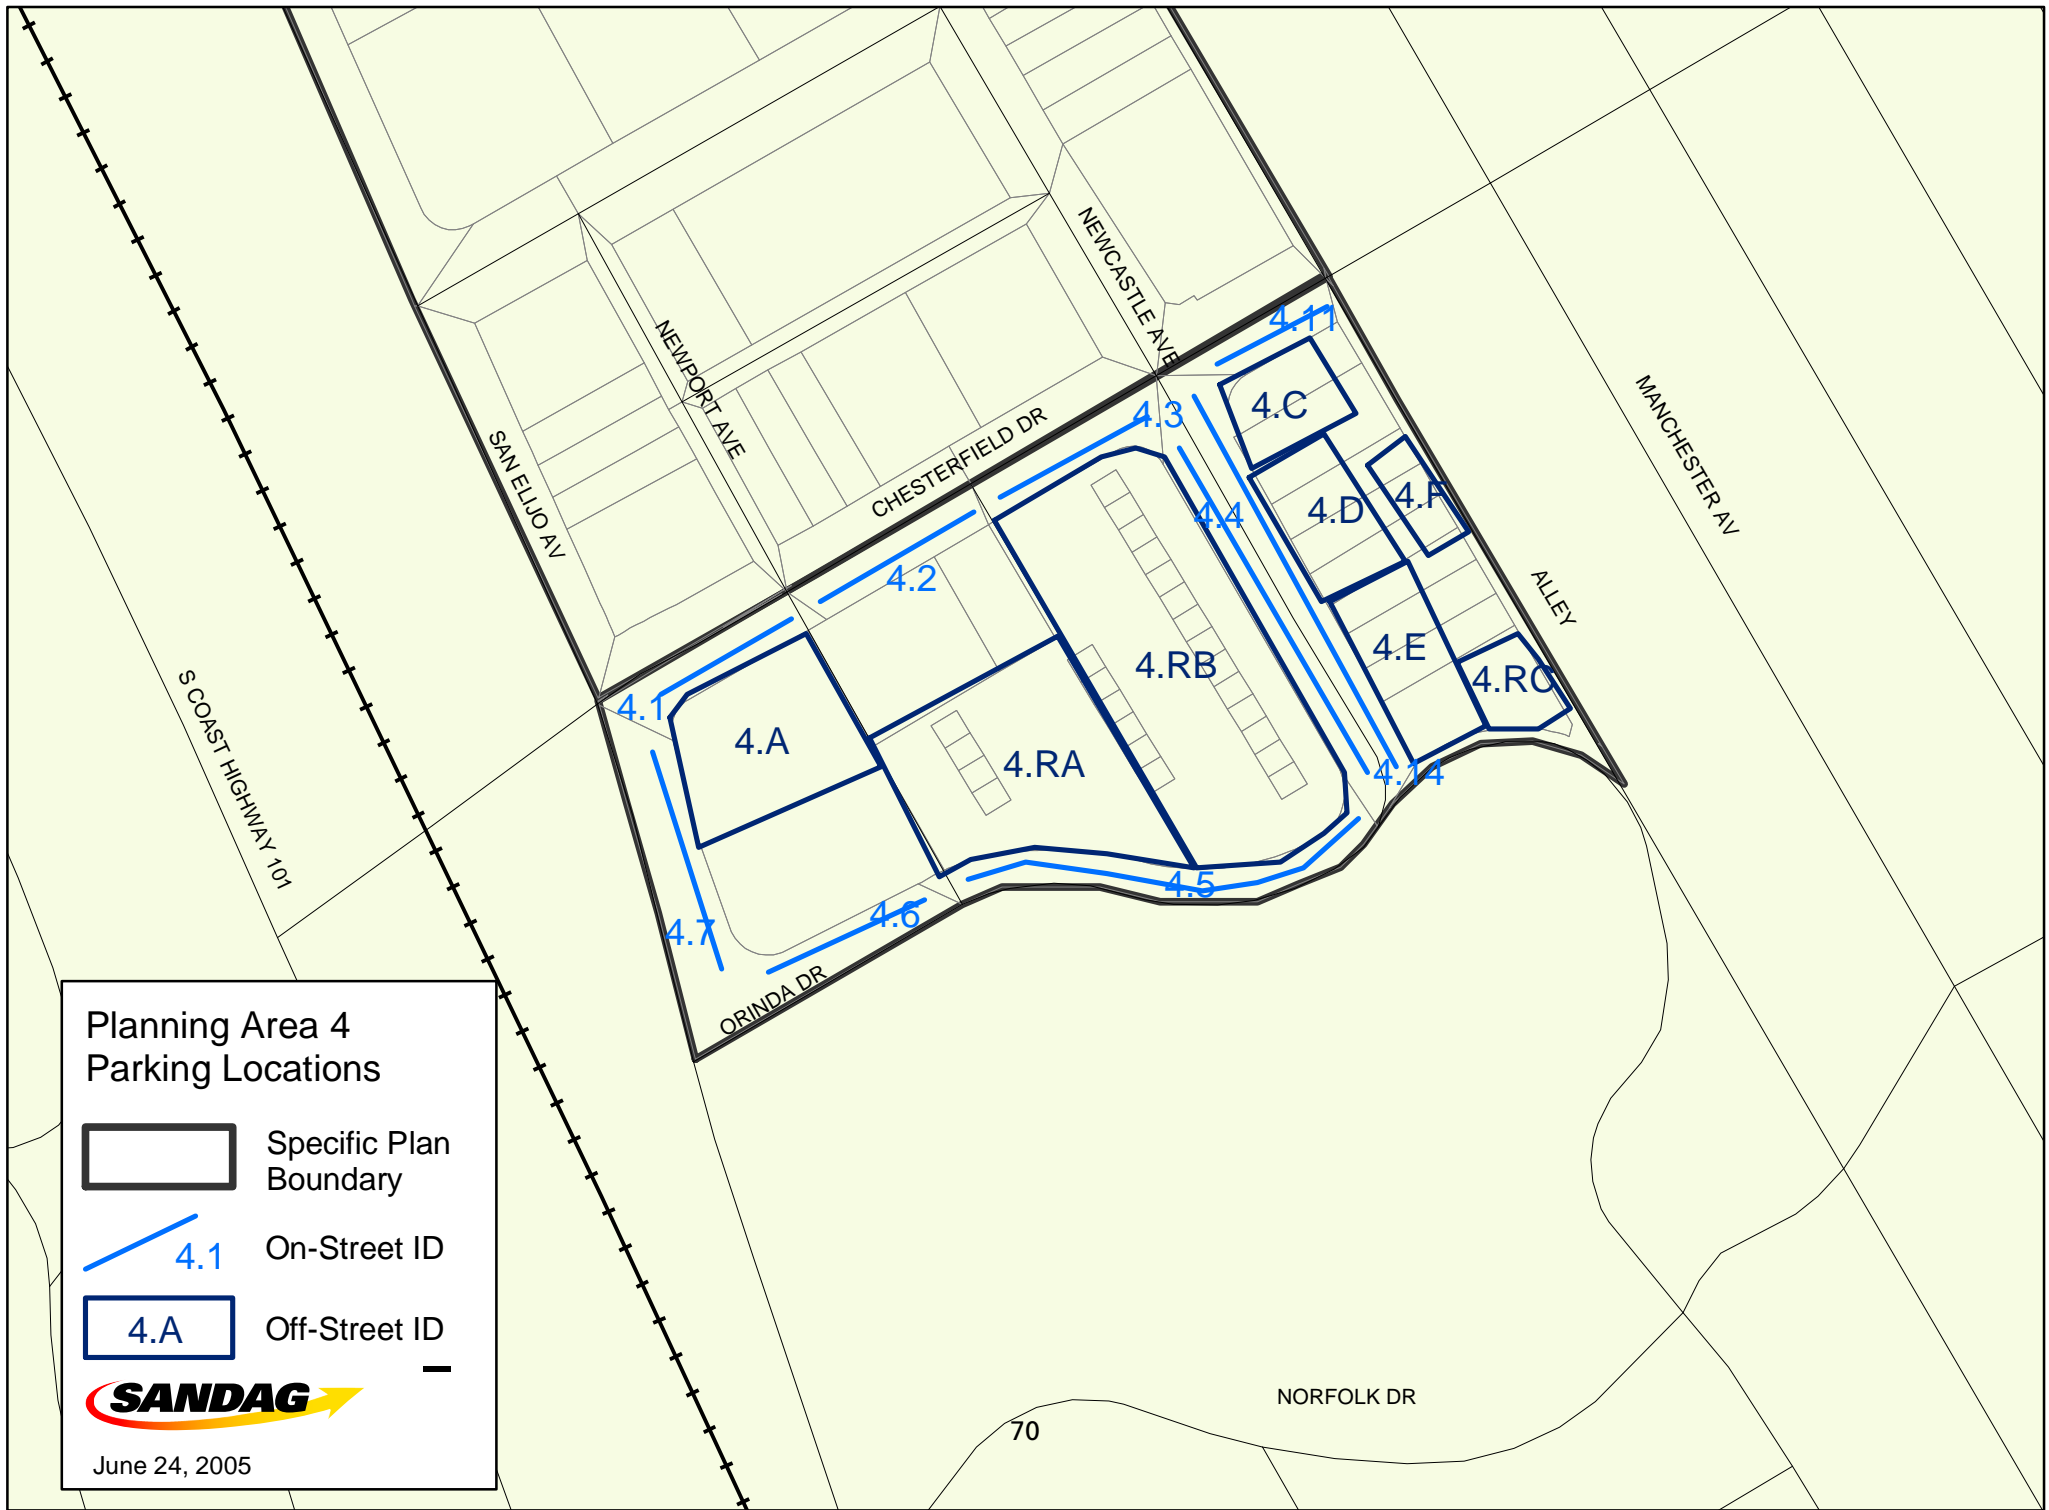 NEWCASTLE AVE
4.11
NEWPORT AVE
4.C
MANCHESTER AV
4.3
CHESTERFIELD DR
SAN ELIJO AV
4.4
4.D
4.F
4.2
ALLEY
4.E
4.RB
4.RC
S COAST HIGHWAY 101
4.1
4.A
4.RA
4.14
4.5
4.6
4.7
ORINDA DR
Planning Area 4
Parking Locations
Specific Plan
Boundary
4.1 On-Street ID
4.A Off-Street ID
SANDAG
June 24, 2005
NORFOLK DR
70